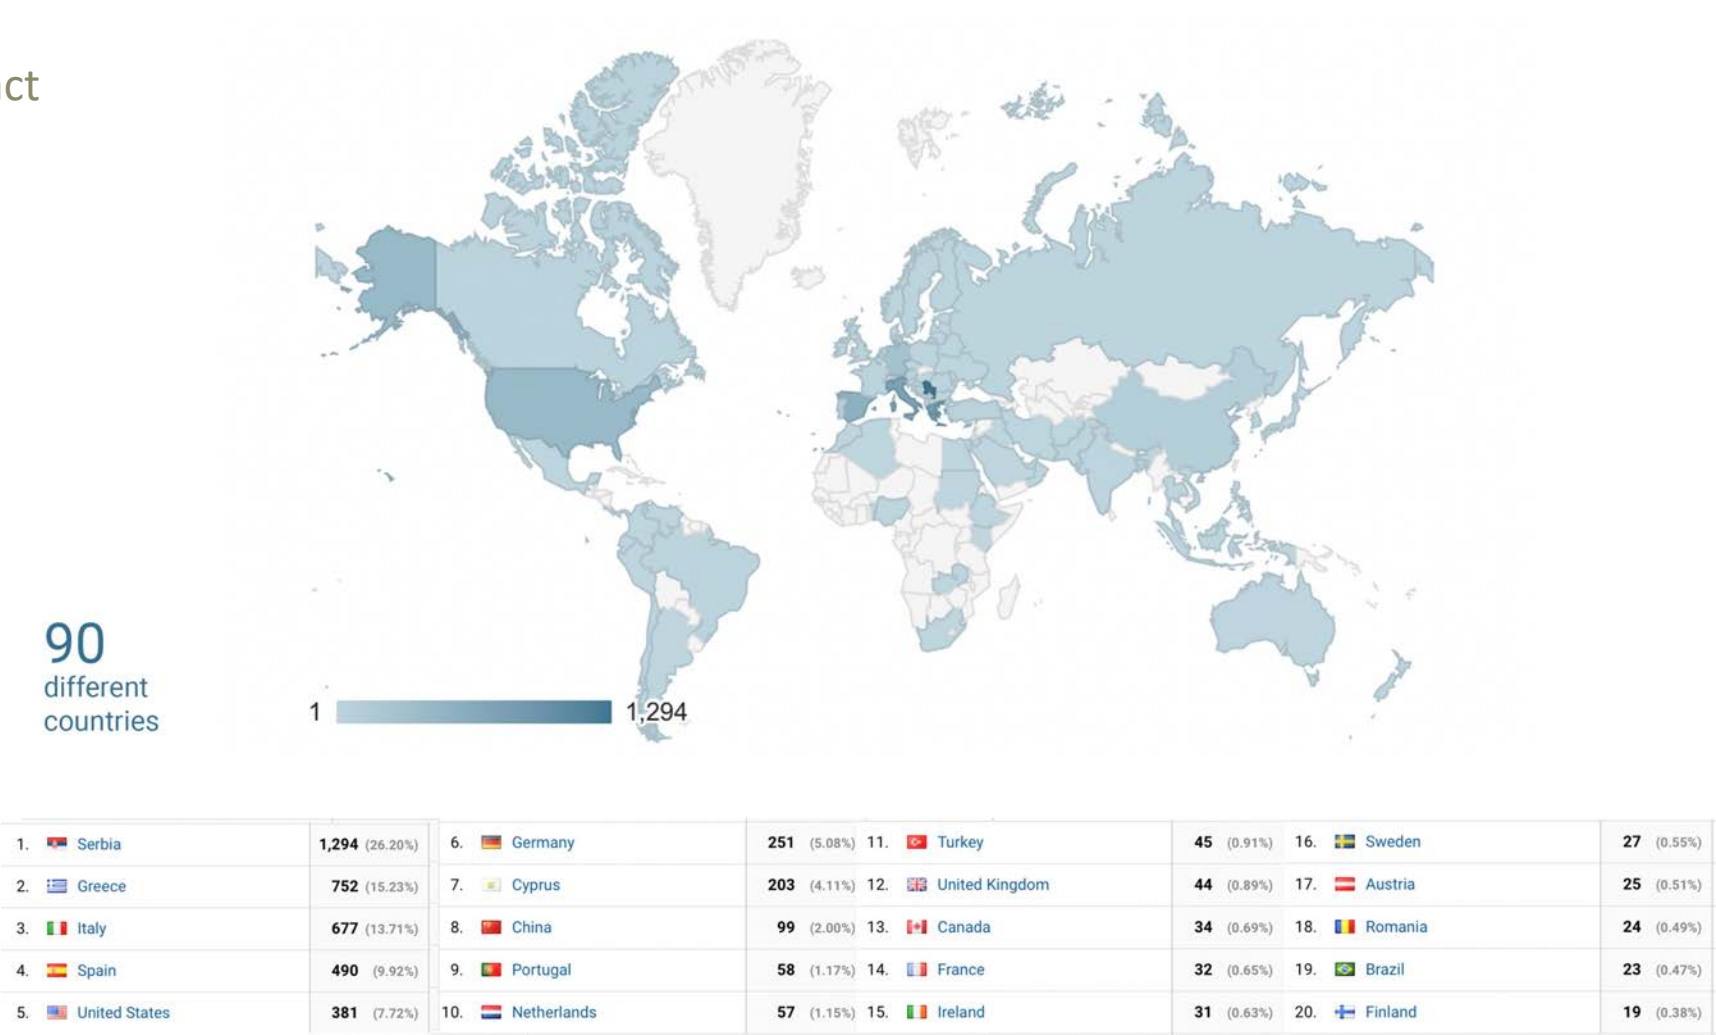 ct
90
different
countries
1
1,294
1. Serbia 1,294 (26.20%) 6. Germany 251 (5.08%) 11. Turkey 45 (0.91%) 16. Sweden 27 (0.55%)
2. Greece 752 (15.23%) 7. Cyprus 203 (4.11%) 12. United Kingdom 44 (0.89%) 17. Austria 25 (0.51%)
3. Italy 677 (13.71%) 8. China 99 (2.00%) 13. Canada 34 (0.69%) 18. Romania 24 (0.49%)
4. Spain 490 (9.92%) 9. Portugal 58 (1.17%) 14. France 32 (0.65%) 19. Brazil 23 (0.47%)
5. United States 381 (7.72%) 10. Netherlands 57 (1.15%) 15. Ireland 31 (0.63%) 20. Finland 19 (0.38%)